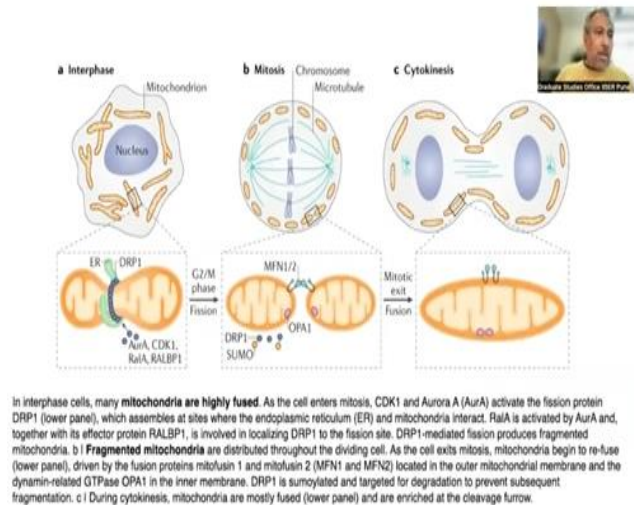 a Interphase
b Mitosis
c Cytokinesis
Chromosome
Mitochondrion
Microtubule
Nucleus
Graduate Studies Office IISER Pune
ER
DRP1
AurA, CDK1,
RalA, RALBP1
G2/M
phase
Fission
MFN1/2
OPA1
DRP1
SUMO
Mitotic
exit
Fusion
In interphase cells, many mitochondria are highly fused. As the cell enters mitosis, CDK1 and Aurora A (AurA) activate the fission protein
DRP1 (lower panel), which assembles at sites where the endoplasmic reticulum (ER) and mitochondria interact. RalA is activated by AurA and,
together with its effector protein RALBP1, is involved in localizing DRP1 to the fission site. DRP1-mediated fission produces fragmented
mitochondria. b | Fragmented mitochondria are distributed throughout the dividing cell. As the cell exits mitosis, mitochondria begin to re-fuse
(lower panel), driven by the fusion proteins mitofusin 1 and mitofusin 2 (MFN1 and MFN2) located in the outer mitochondrial membrane and the
dynamin-related GTPase OPA1 in the inner membrane. DRP1 is sumoylated and targeted for degradation to prevent subsequent
fragmentation. c | During cytokinesis, mitochondria are mostly fused (lower panel) and are enriched at the cleavage furrow.